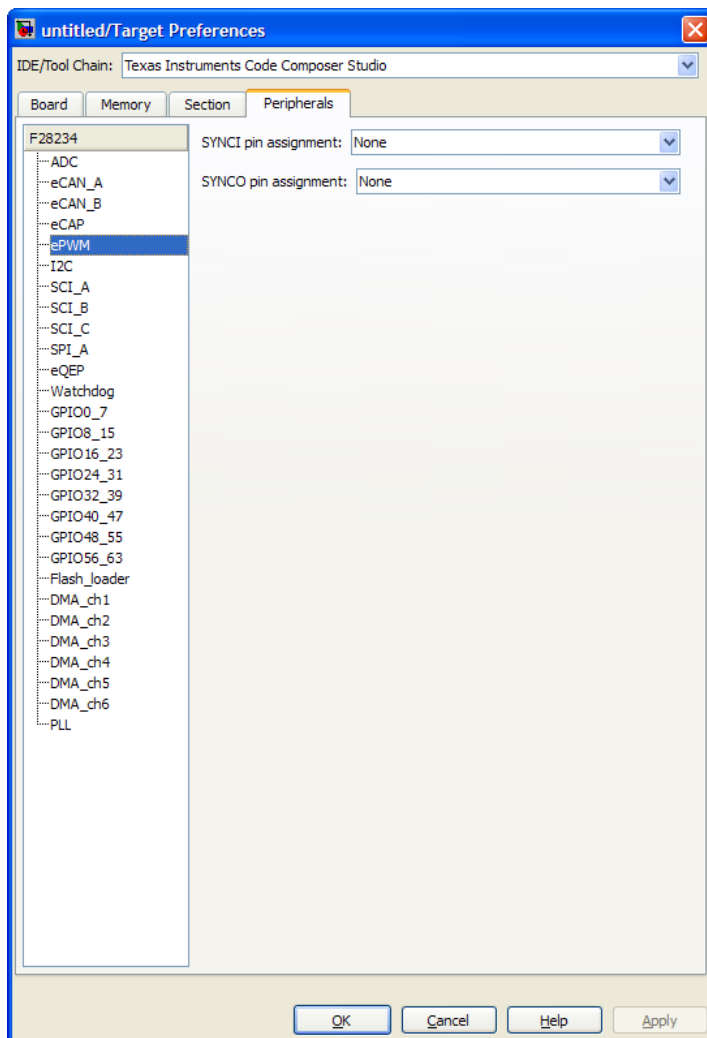 untitled/Target Preferences
IDE/Tool Chain: Texas Instruments Code Composer Studio
Board Memory Section Peripherals
F28234
ADC
eCAN_A
eCAN_B
eCAP
ePWM
I2C
SCI_A
SCI_B
SCI_C
SPI_A
eQEP
Watchdog
GPIO0_7
GPIO8_15
GPIO16_23
GPIO24_31
GPIO32_39
GPIO40_47
GPIO48_55
GPIO56_63
Flash_loader
DMA_ch1
DMA_ch2
DMA_ch3
DMA_ch4
DMA_ch5
DMA_ch6
PLL
SYNCI pin assignment: None
SYNCO pin assignment: None
OK Cancel Help Apply